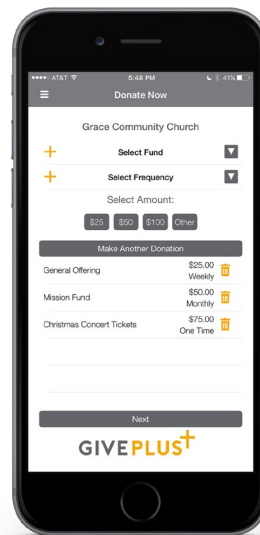 AT&T 5:48 PM 41%
Donate Now
Grace Community Church
+ Select Fund
+ Select Frequency
Select Amount:
$25 $50 $100 Other
Make Another Donation
General Offering $25.00
Weekly
Mission Fund $50.00
Monthly
Christmas Concert Tickets $75.00
One Time
Next
GIVEPLUS+